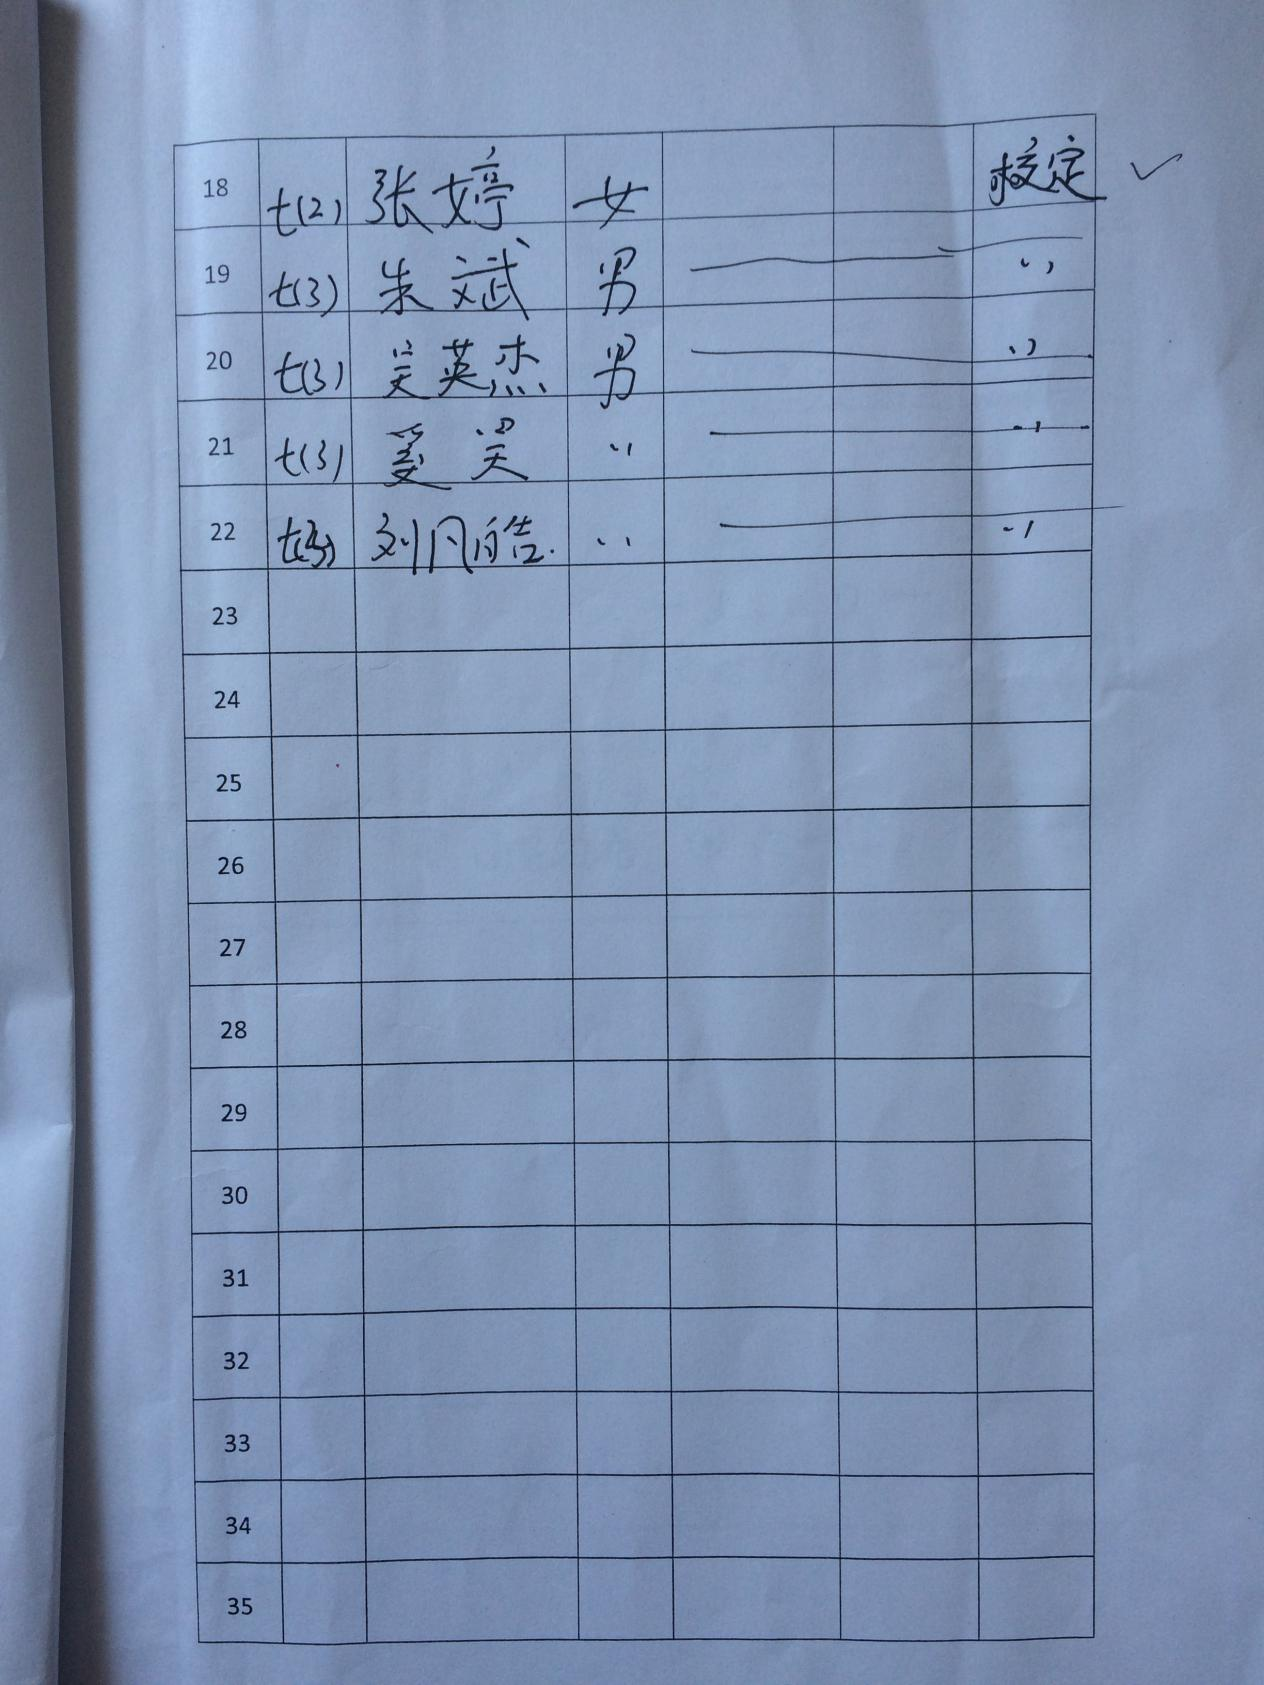 18 七(2) 张婷 女 校定 ✓
19 七(3) 朱斌 男 〃
20 七(3) 吴英杰 男 〃
21 七(3) 吴 〃 〃
22 七(3) 刘凡皓 〃 〃
23
24
25
26
27
28
29
30
31
32
33
34
35